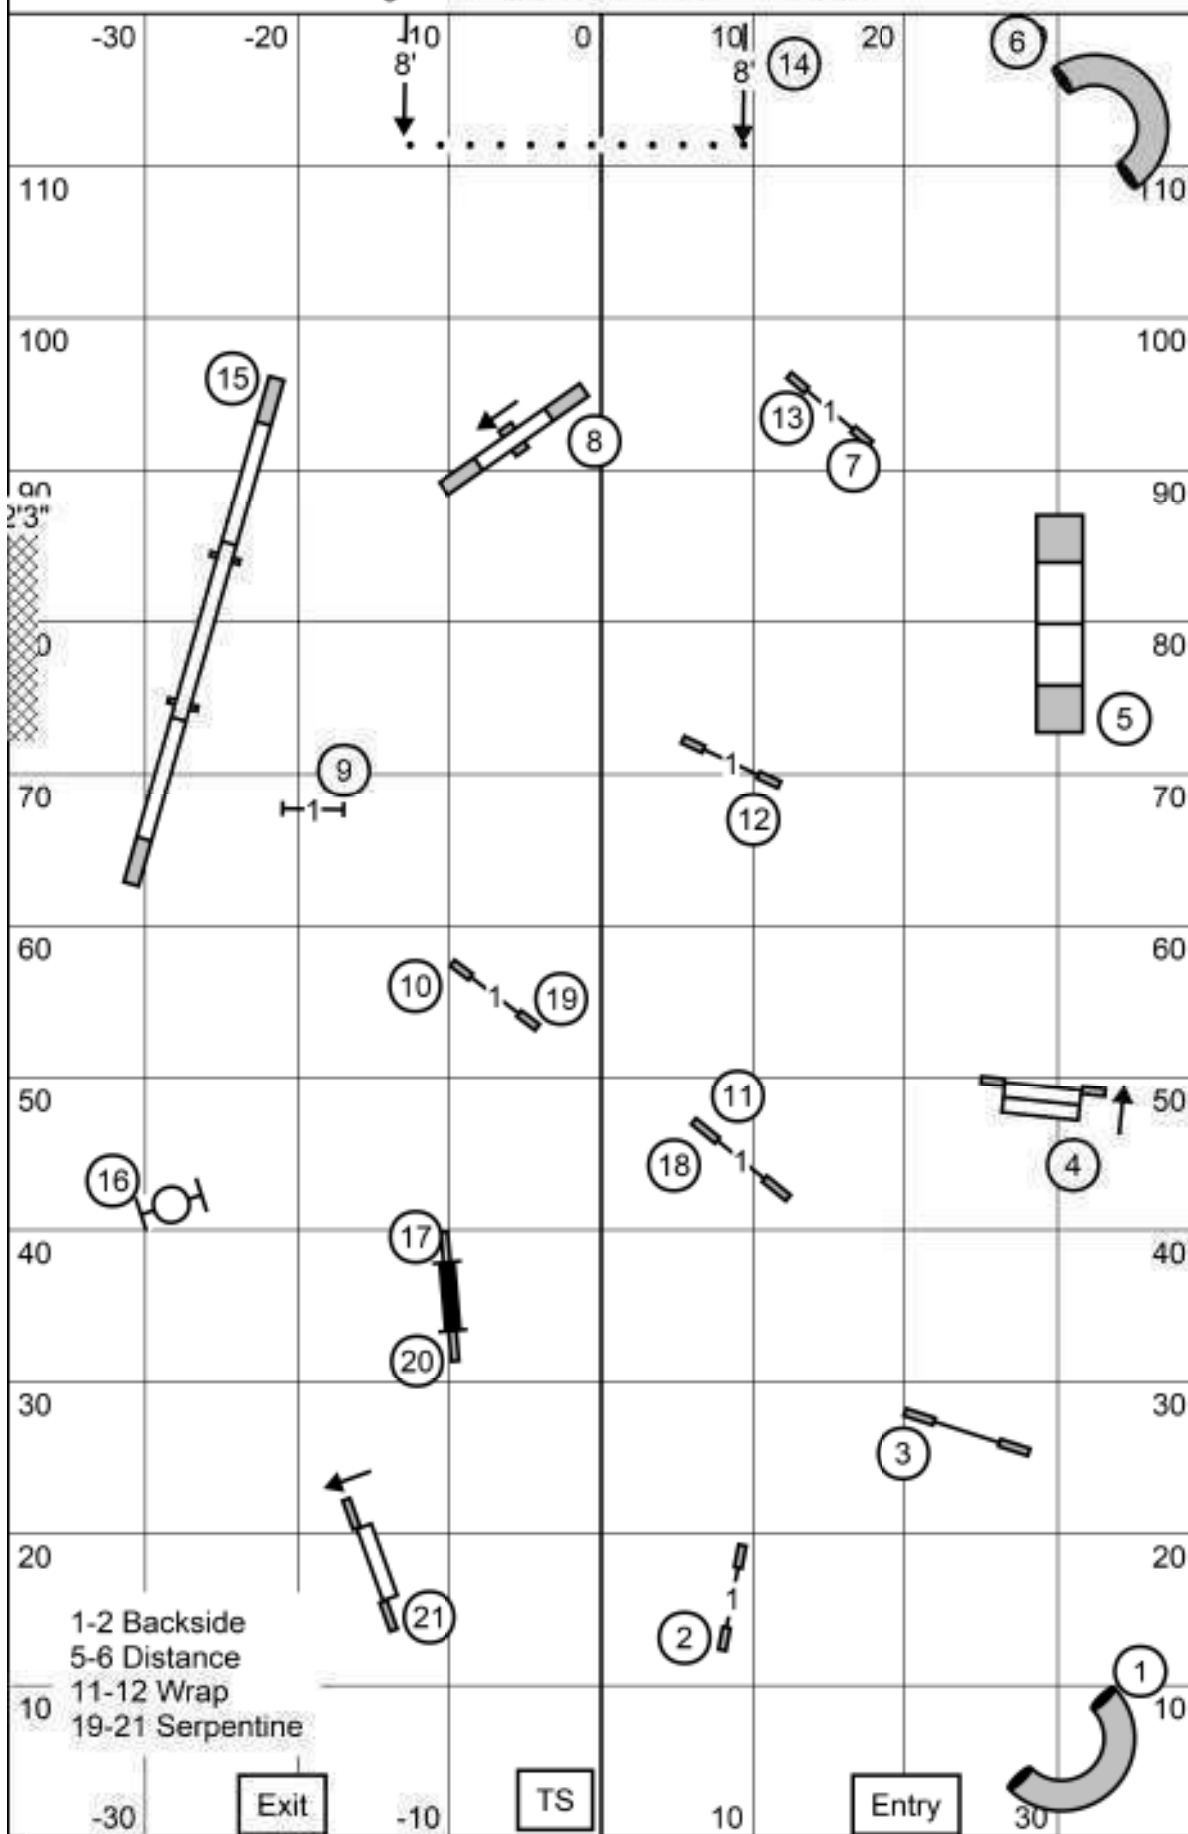 -30 -20 -10 0 10 20 6
8' 8' 14
110 110
100 100
15 13 1 7 8
90 90
2'3"
80
5
9 70 1 70
1 12
60 60
10 1 19
50 11 50
18 1 4
16
17 40 40
20
30 30
3
20 20
1-2 Backside 21 2 1
5-6 Distance
11-12 Wrap 1
10 10
19-21 Serpentine
Exit TS Entry
-30 -10 10 30